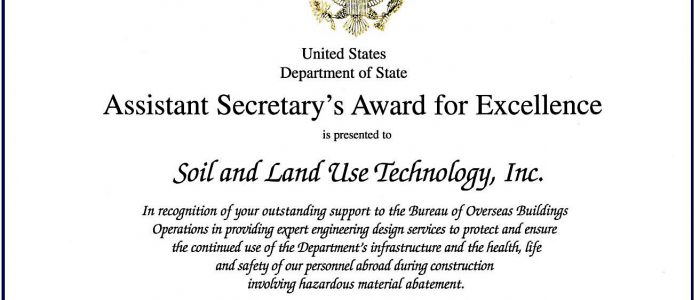 United States
Department of State
Assistant Secretary's Award for Excellence
is presented to
Soil and Land Use Technology, Inc.
In recognition of your outstanding support to the Bureau of Overseas Buildings
Operations in providing expert engineering design services to protect and ensure
the continued use of the Department's infrastructure and the health, life
and safety of our personnel abroad during construction
involving hazardous material abatement.